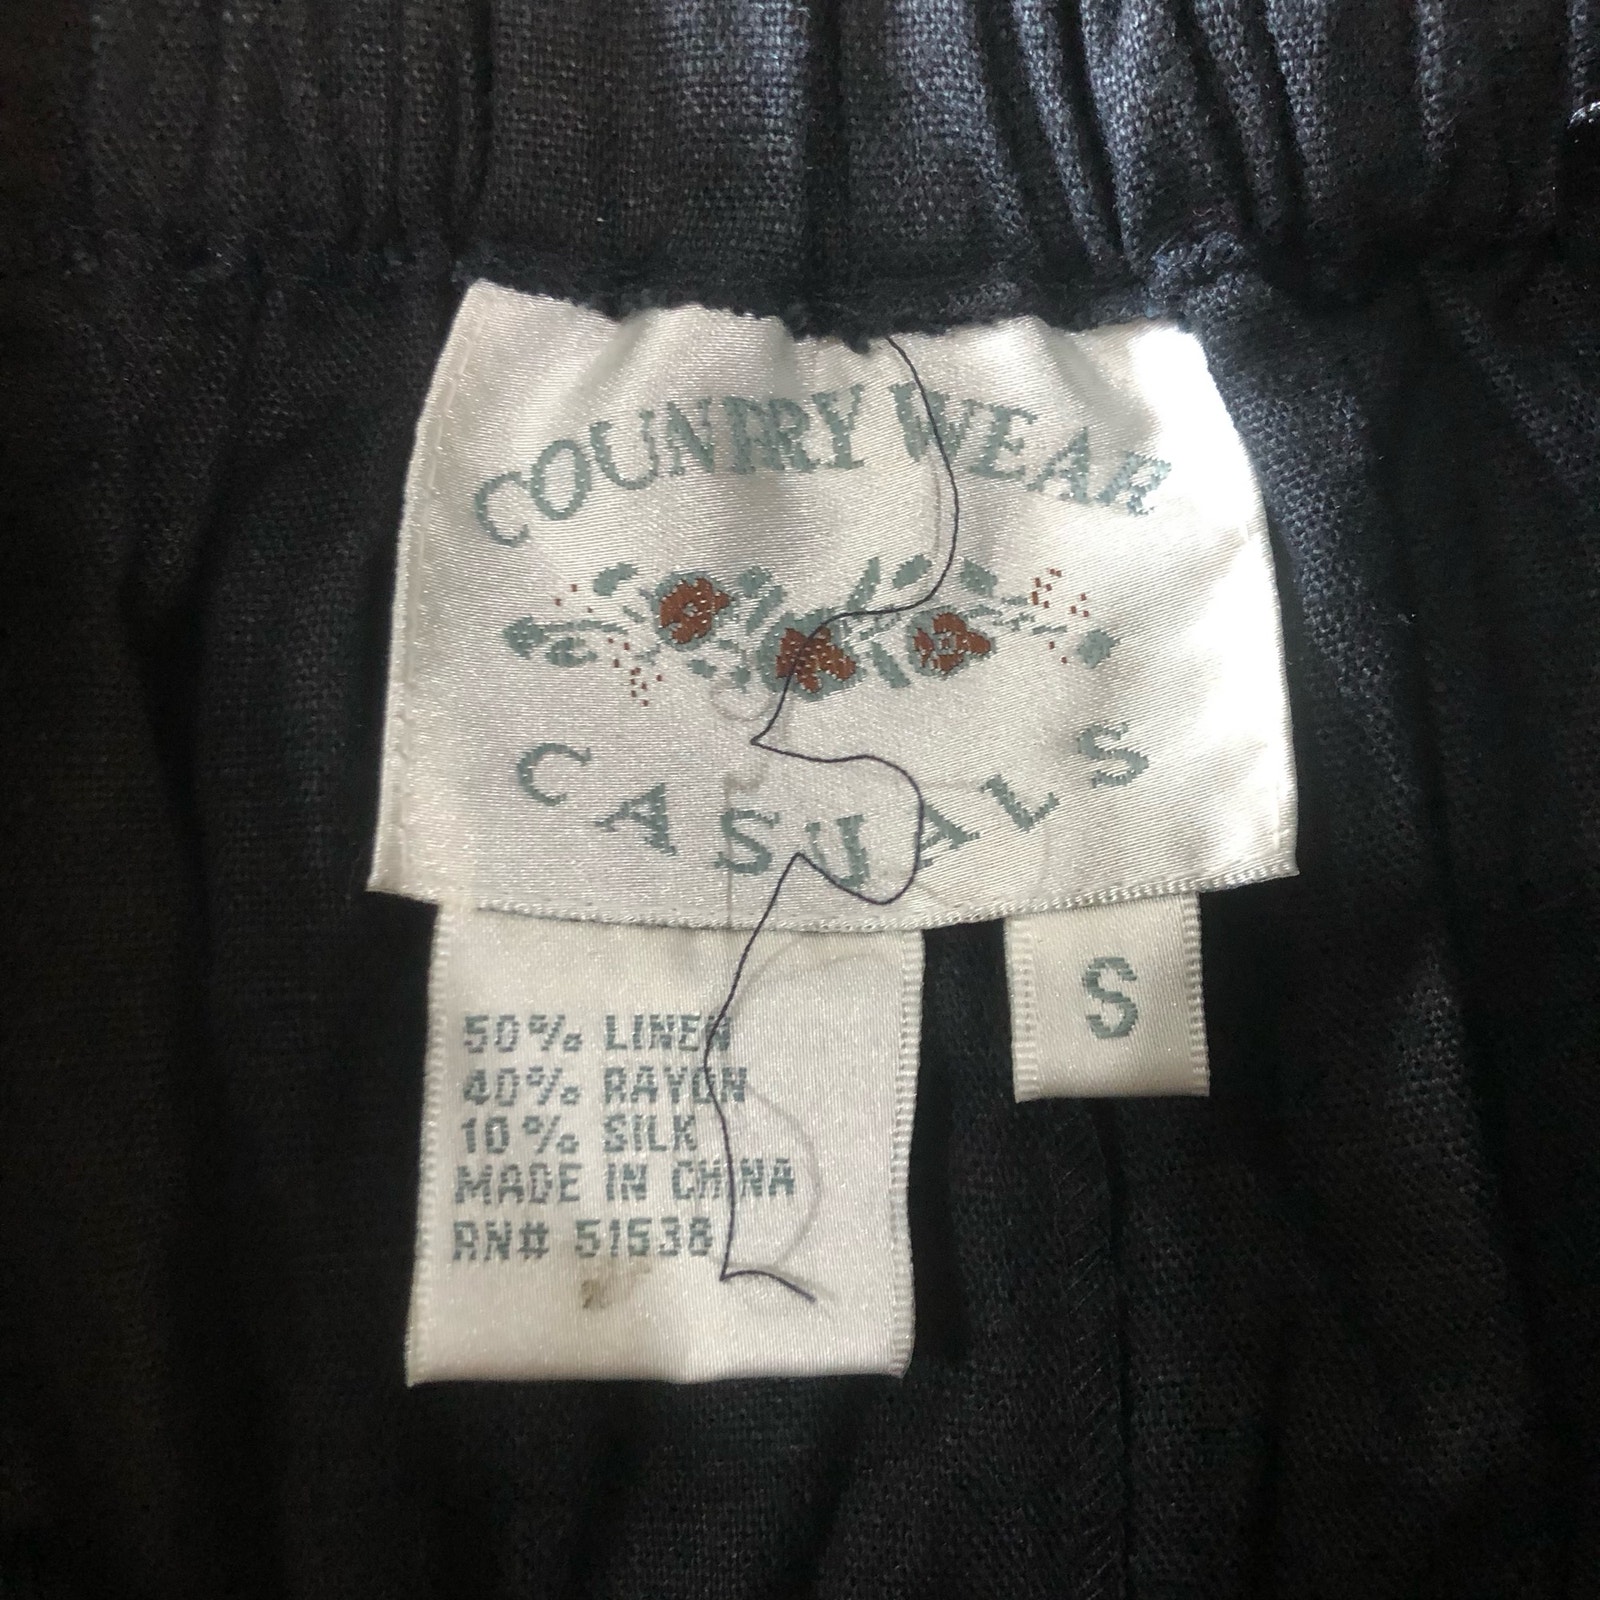 COUNTRY WEAR
CASUALS
S
50% LINEN
40% RAYON
10% SILK
MADE IN CHINA
RN# 51538